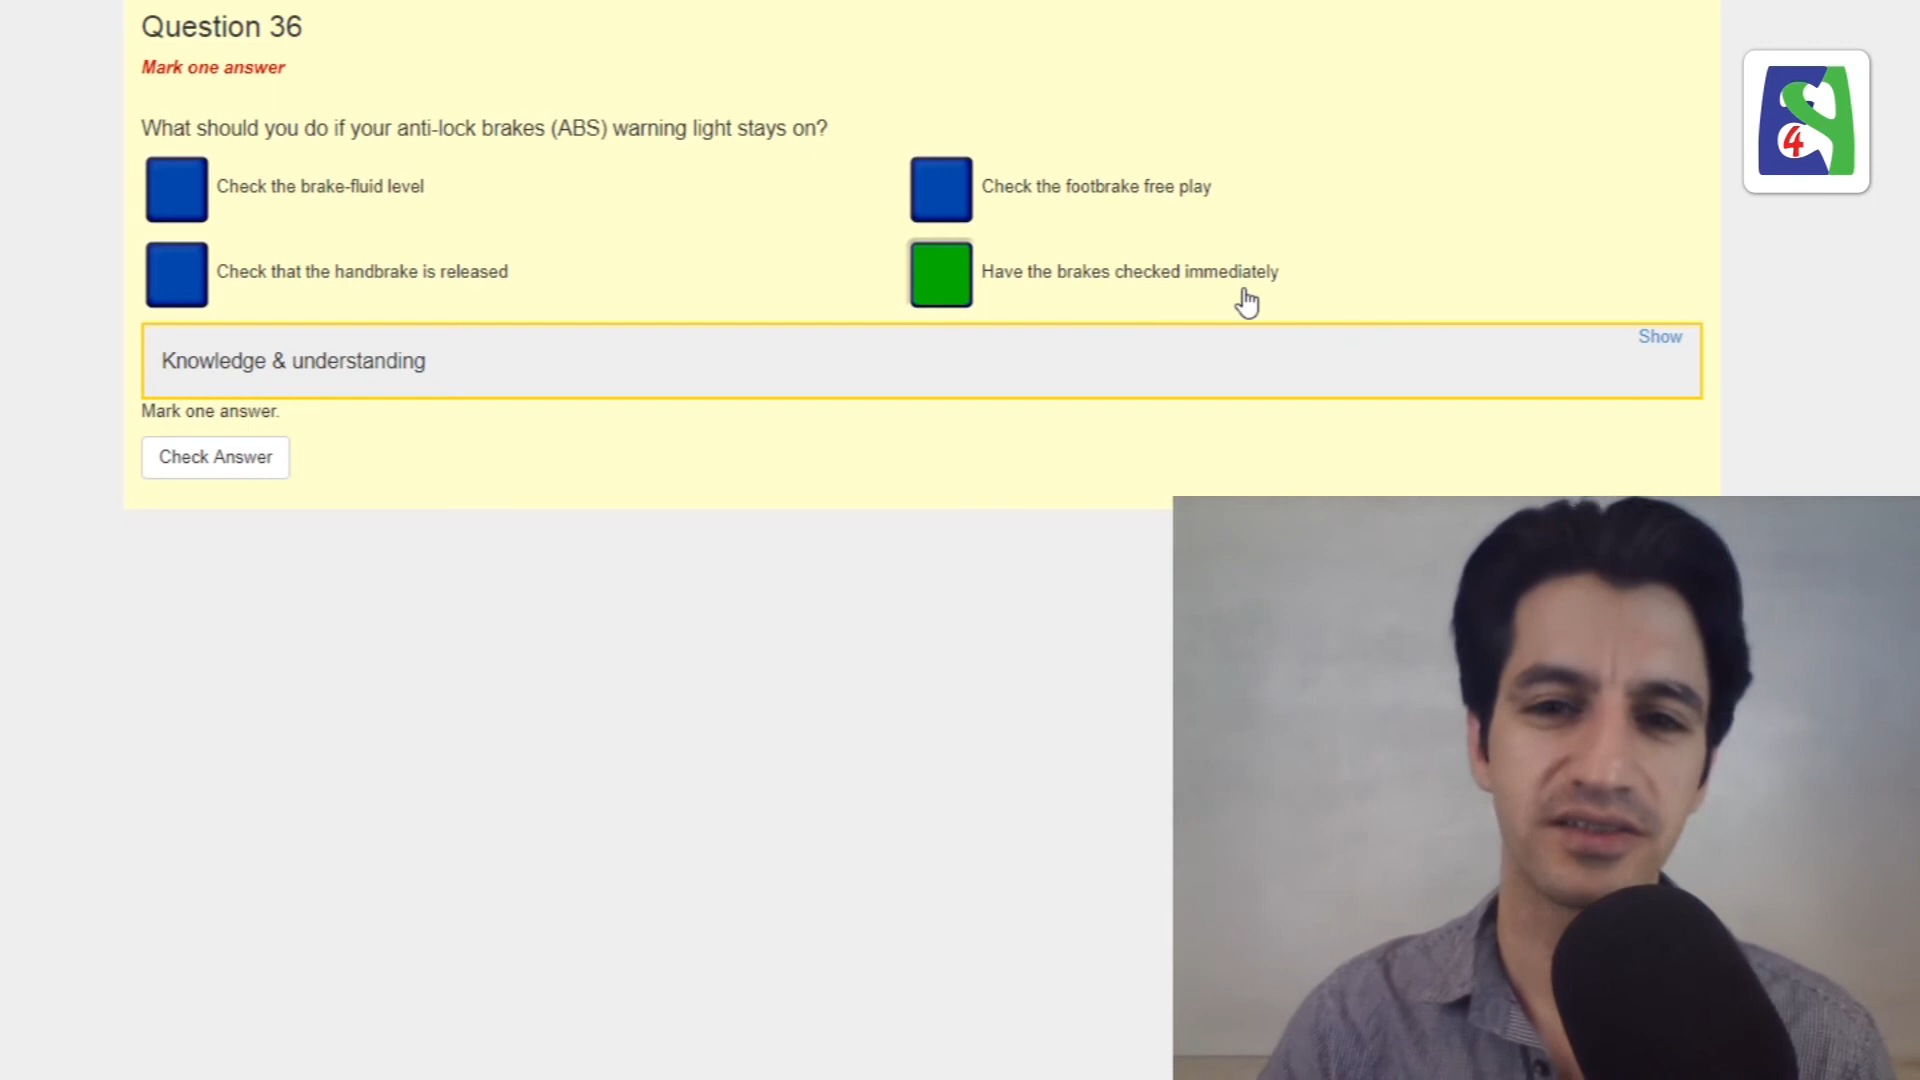 Question 36
Mark one answer
What should you do if your anti-lock brakes (ABS) warning light stays on?
Check the brake-fluid level
Check the footbrake free play
Check that the handbrake is released
Have the brakes checked immediately
Show
Knowledge & understanding
Mark one answer.
Check Answer
4